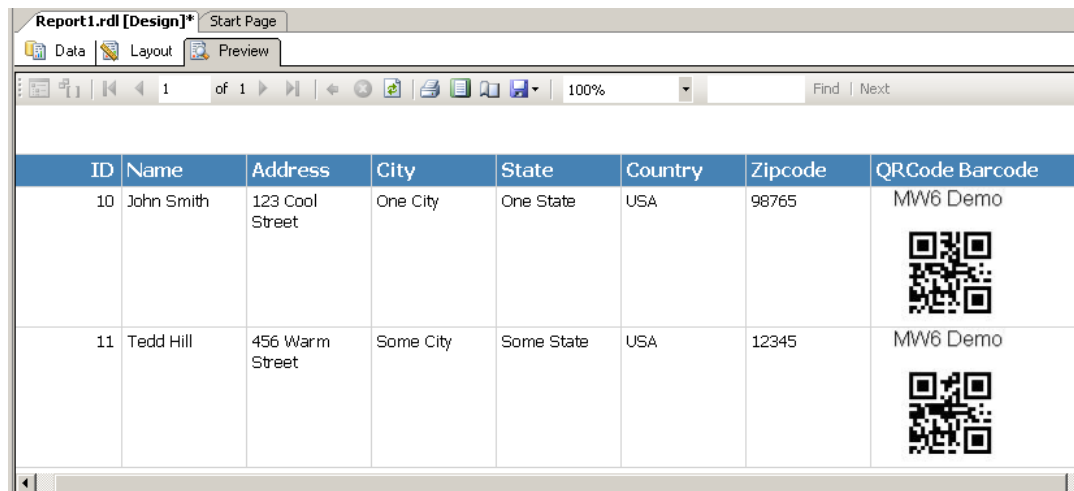 Report1.rdl [Design]* Start Page
Data Layout Preview
1 of 1 100% Find | Next
ID Name Address City State Country Zipcode QRCode Barcode
10 John Smith 123 Cool Street One City One State USA 98765 MW6 Demo
11 Tedd Hill 456 Warm Street Some City Some State USA 12345 MW6 Demo